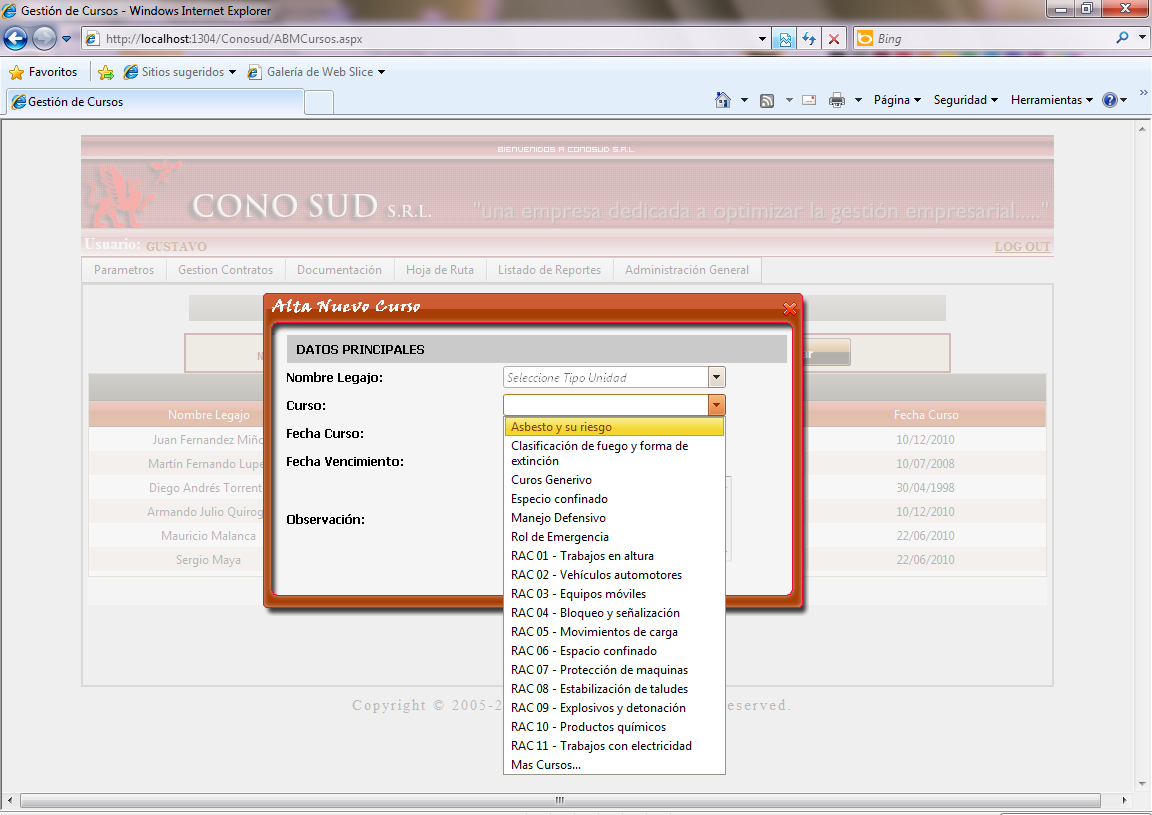 Gestión de Cursos - Windows Internet Explorer
http://localhost:1304/Conosud/ABMCursos.aspx
Bing
Favoritos
Sitios sugeridos
Galería de Web Slice
Gestión de Cursos
Página
Seguridad
Herramientas
BIENVENIDOS A CONOSUD S.R.L.
CONO SUD S.R.L.
"una empresa dedicada a optimizar la gestión empresarial....."
Usuario: GUSTAVO
LOG OUT
Parametros
Gestion Contratos
Documentación
Hoja de Ruta
Listado de Reportes
Administración General
Alta Nuevo Curso
DATOS PRINCIPALES
Nombre Legajo:
Seleccione Tipo Unidad
Curso:
Fecha Curso:
Fecha Vencimiento:
Observación:
Asbesto y su riesgo
Clasificación de fuego y forma de
extinción
Curos Generivo
Espacio confinado
Manejo Defensivo
Rol de Emergencia
RAC 01 - Trabajos en altura
RAC 02 - Vehículos automotores
RAC 03 - Equipos móviles
RAC 04 - Bloqueo y señalización
RAC 05 - Movimientos de carga
RAC 06 - Espacio confinado
RAC 07 - Protección de maquinas
RAC 08 - Estabilización de taludes
RAC 09 - Explosivos y detonación
RAC 10 - Productos químicos
RAC 11 - Trabajos con electricidad
Mas Cursos...
Nombre Legajo
Fecha Curso
Juan Fernandez Miño
10/12/2010
Martín Fernando Lupe
10/07/2008
Diego Andrés Torrent
30/04/1998
Armando Julio Quirog
10/12/2010
Mauricio Malanca
22/06/2010
Sergio Maya
22/06/2010
Copyright © 2005-2
eserved.